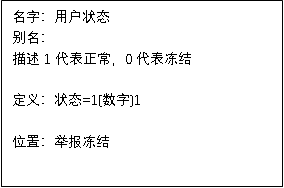 名字：用户状态
别名：
描述 1 代表正常，0 代表冻结
定义：状态=1{数字}1
位置：举报冻结